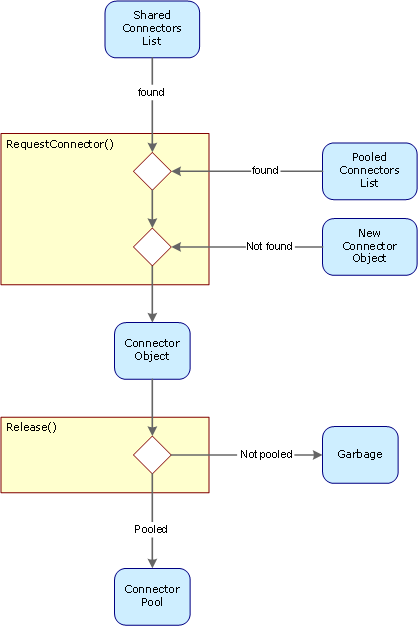 Shared
Connectors
List
found
RequestConnector()
found
Pooled
Connectors
List
Not found
New
Connector
Object
Connector
Object
Release()
Not pooled
Garbage
Pooled
Connector
Pool